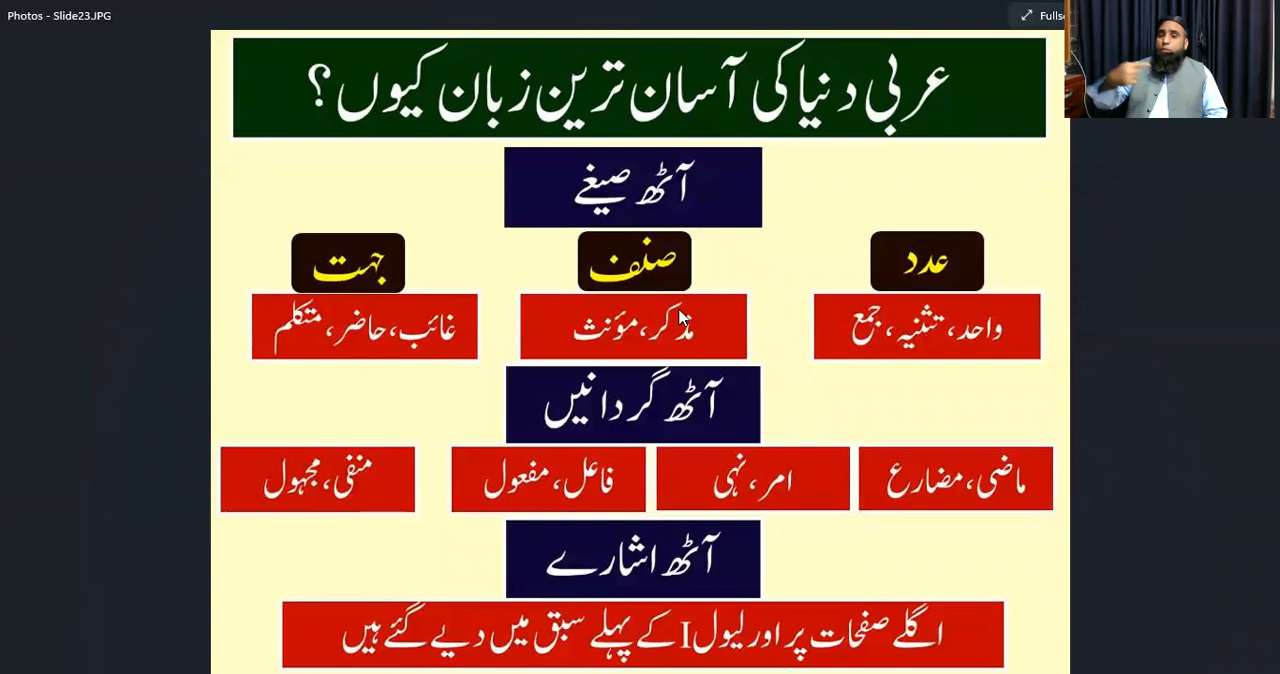 Photos - Slide23.JPG
Fulls
عربی دنیا کی آسان ترین زبان کیوں؟
آٹھ صیغے
عدد
صنف
جہت
واحد، تثنیہ، جمع
مذکر، مؤنث
غائب، حاضر، متکلم
آٹھ گردانیں
ماضی، مضارع
امر، نہی
فاعل، مفعول
منفی، مجہول
آٹھ اشارے
اگلے صفحات پر اور لیول I کے پہلے سبق میں دیے گئے ہیں